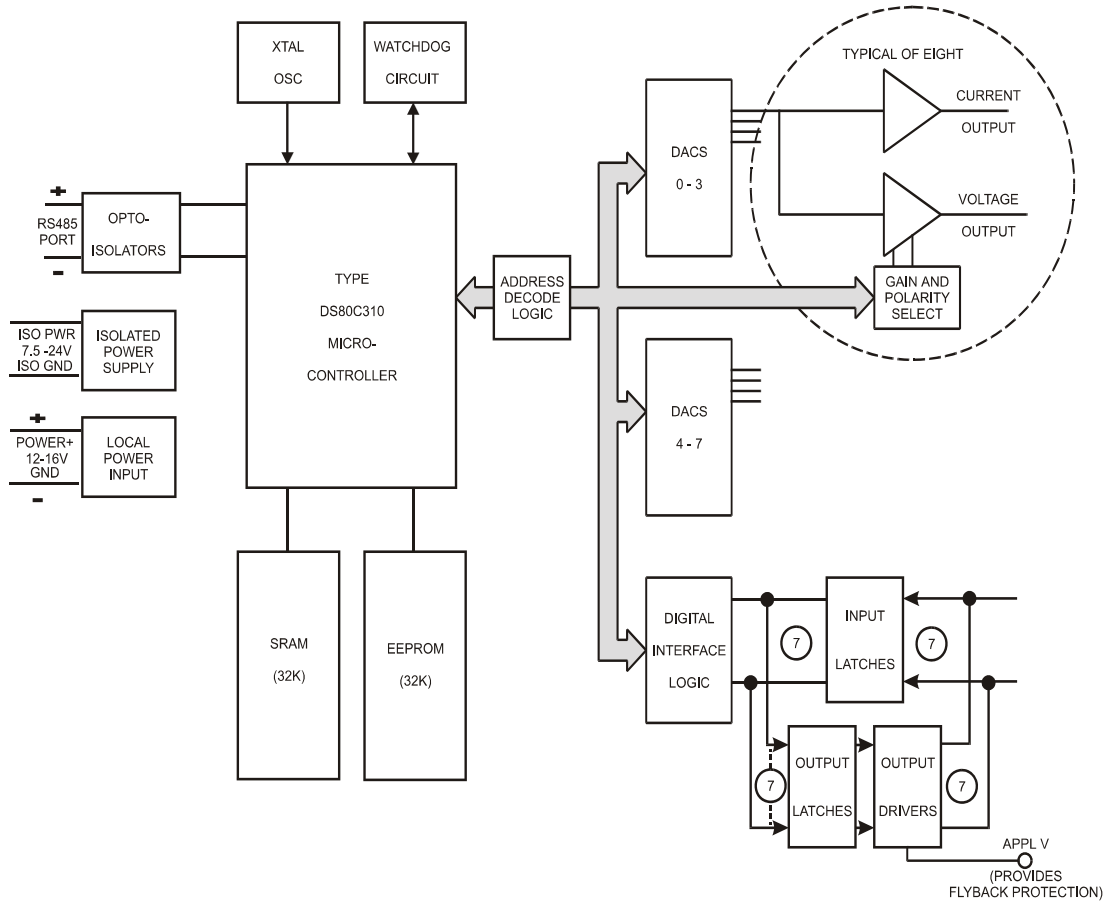 XTAL
OSC
WATCHDOG
CIRCUIT
TYPICAL OF EIGHT
CURRENT
OUTPUT
VOLTAGE
OUTPUT
GAIN AND
POLARITY
SELECT
DACS
0 - 3
+
RS485
PORT
-
OPTO-
ISOLATORS
TYPE
DS80C310
MICRO-
CONTROLLER
ADDRESS
DECODE
LOGIC
ISO PWR
7.5 -24V
ISO GND
ISOLATED
POWER
SUPPLY
+
POWER+
12-16V
GND
-
LOCAL
POWER
INPUT
DACS
4 - 7
SRAM
(32K)
EEPROM
(32K)
DIGITAL
INTERFACE
LOGIC
7
INPUT
LATCHES
7
7
OUTPUT
LATCHES
OUTPUT
DRIVERS
7
APPL V
(PROVIDES
FLYBACK PROTECTION)